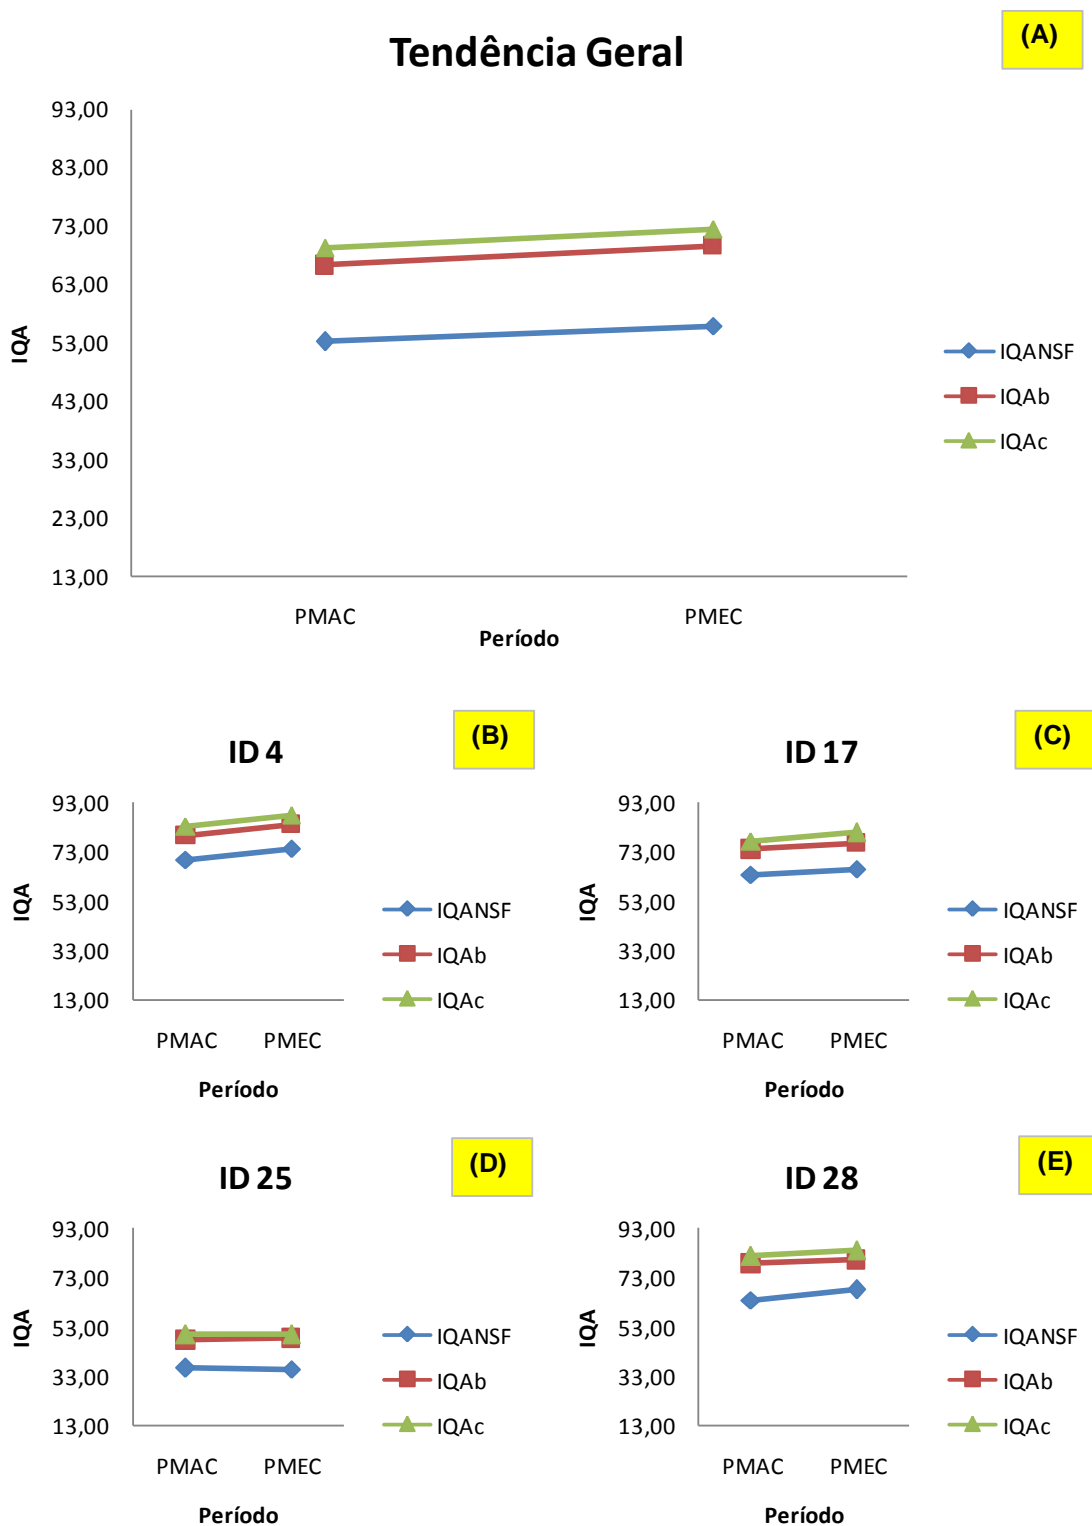 Tendência Geral
(A)
93,00
83,00
73,00
63,00
53,00
43,00
33,00
23,00
13,00
IQA
PMAC PMEC
Período
IQANSF
IQAb
IQAc
ID 4
(B)
93,00
73,00
53,00
33,00
13,00
IQA
PMAC PMEC
Período
IQANSF
IQAb
IQAc
ID 17
(C)
93,00
73,00
53,00
33,00
13,00
IQA
PMAC PMEC
Período
IQANSF
IQAb
IQAc
ID 25
(D)
93,00
73,00
53,00
33,00
13,00
IQA
PMAC PMEC
Período
IQANSF
IQAb
IQAc
ID 28
(E)
93,00
73,00
53,00
33,00
13,00
IQA
PMAC PMEC
Período
IQANSF
IQAb
IQAc